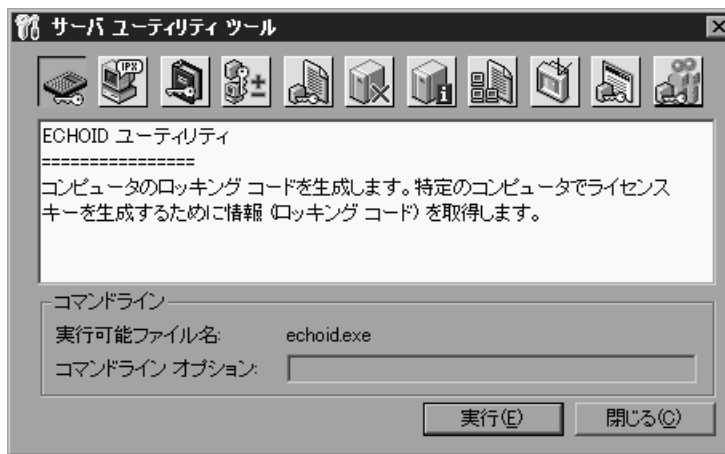 サーバ ユーティリティ ツール
IPX
ECHOID ユーティリティ
================
コンピュータのロッキング コードを生成します。特定のコンピュータでライセンス
キーを生成するために情報 (ロッキング コード) を取得します。
コマンドライン
実行可能ファイル名: echoid.exe
コマンドライン オプション:
実行(E) 閉じる(C)